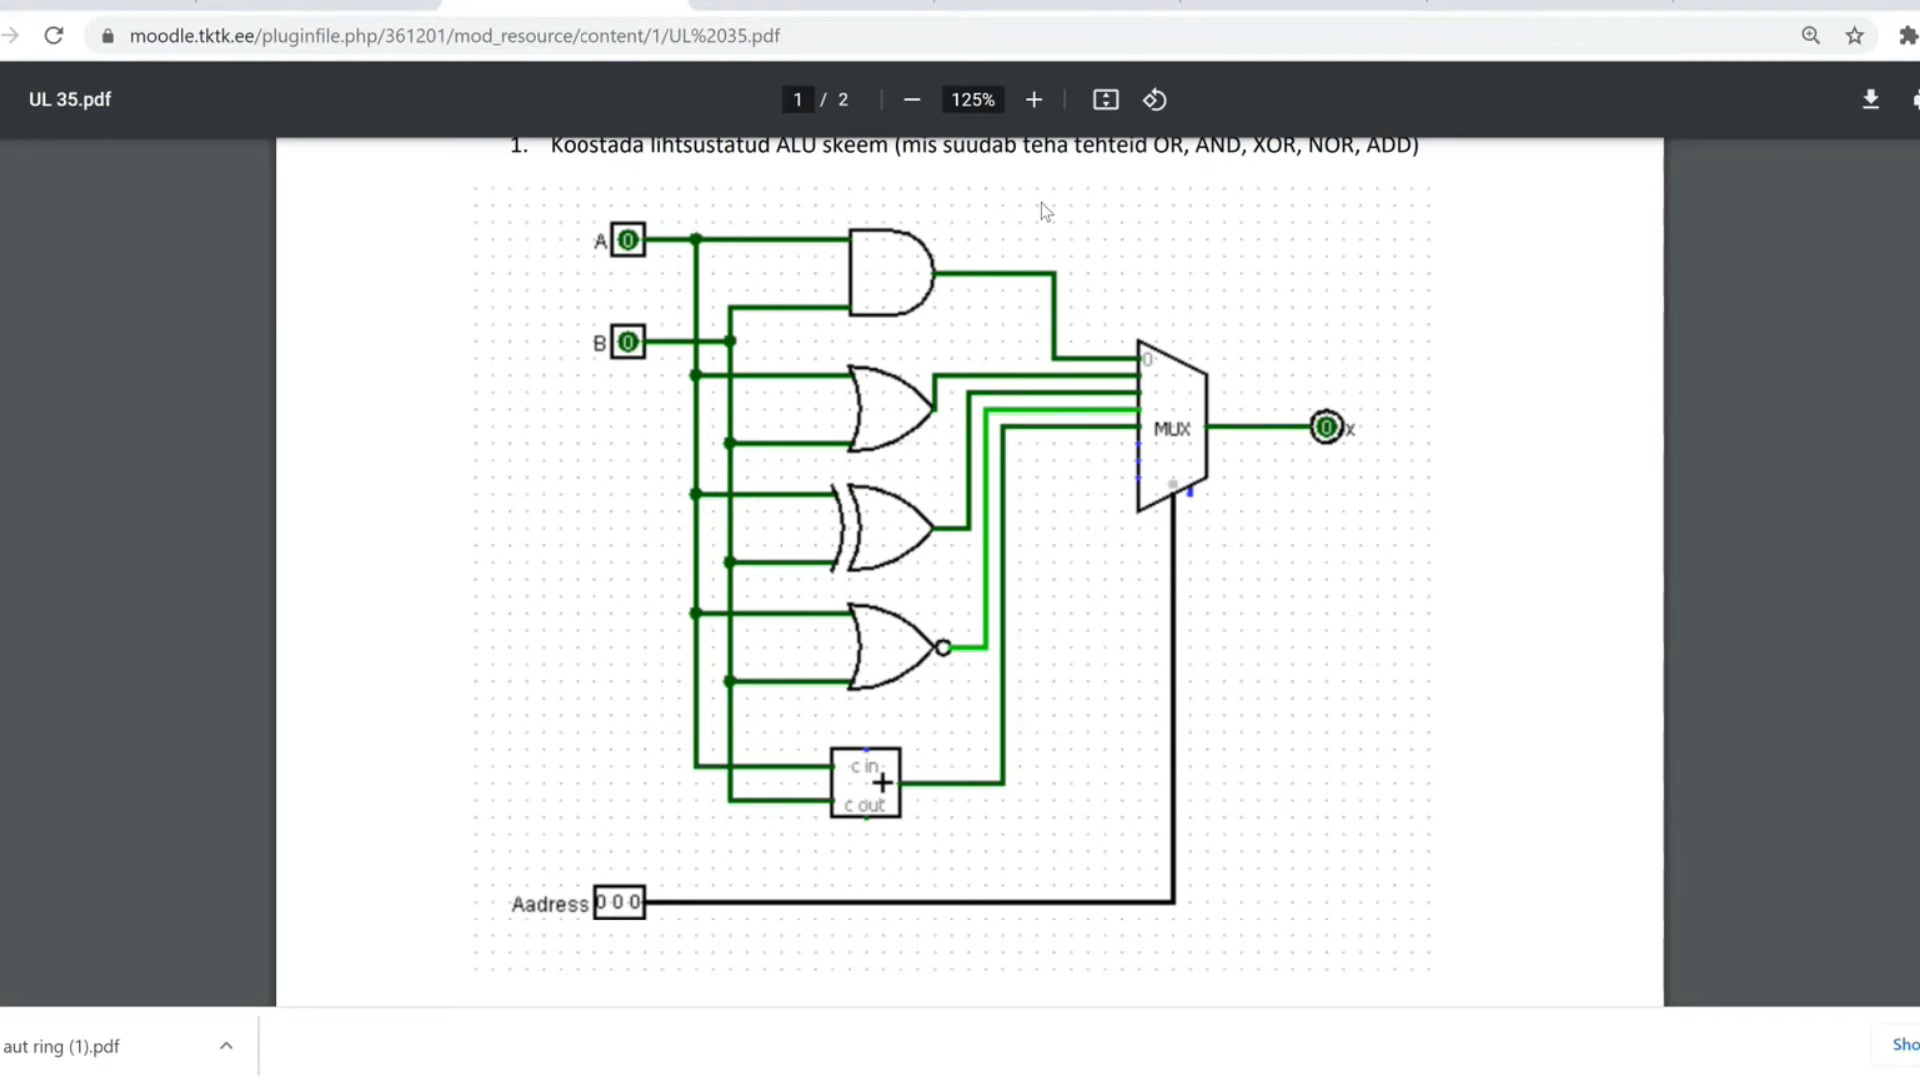 moodle.tktk.ee/pluginfile.php/361201/mod_resource/content/1/UL%2035.pdf
UL 35.pdf
1 / 2
125%
1. Koostada lihtsustatud ALU skeem (mis suudab teha tehteid OR, AND, XOR, NOR, ADD)
A 0
B 0
0
MUX
0 x
c in
+
c out
Aadress 0 0 0
aut ring (1).pdf
Sho